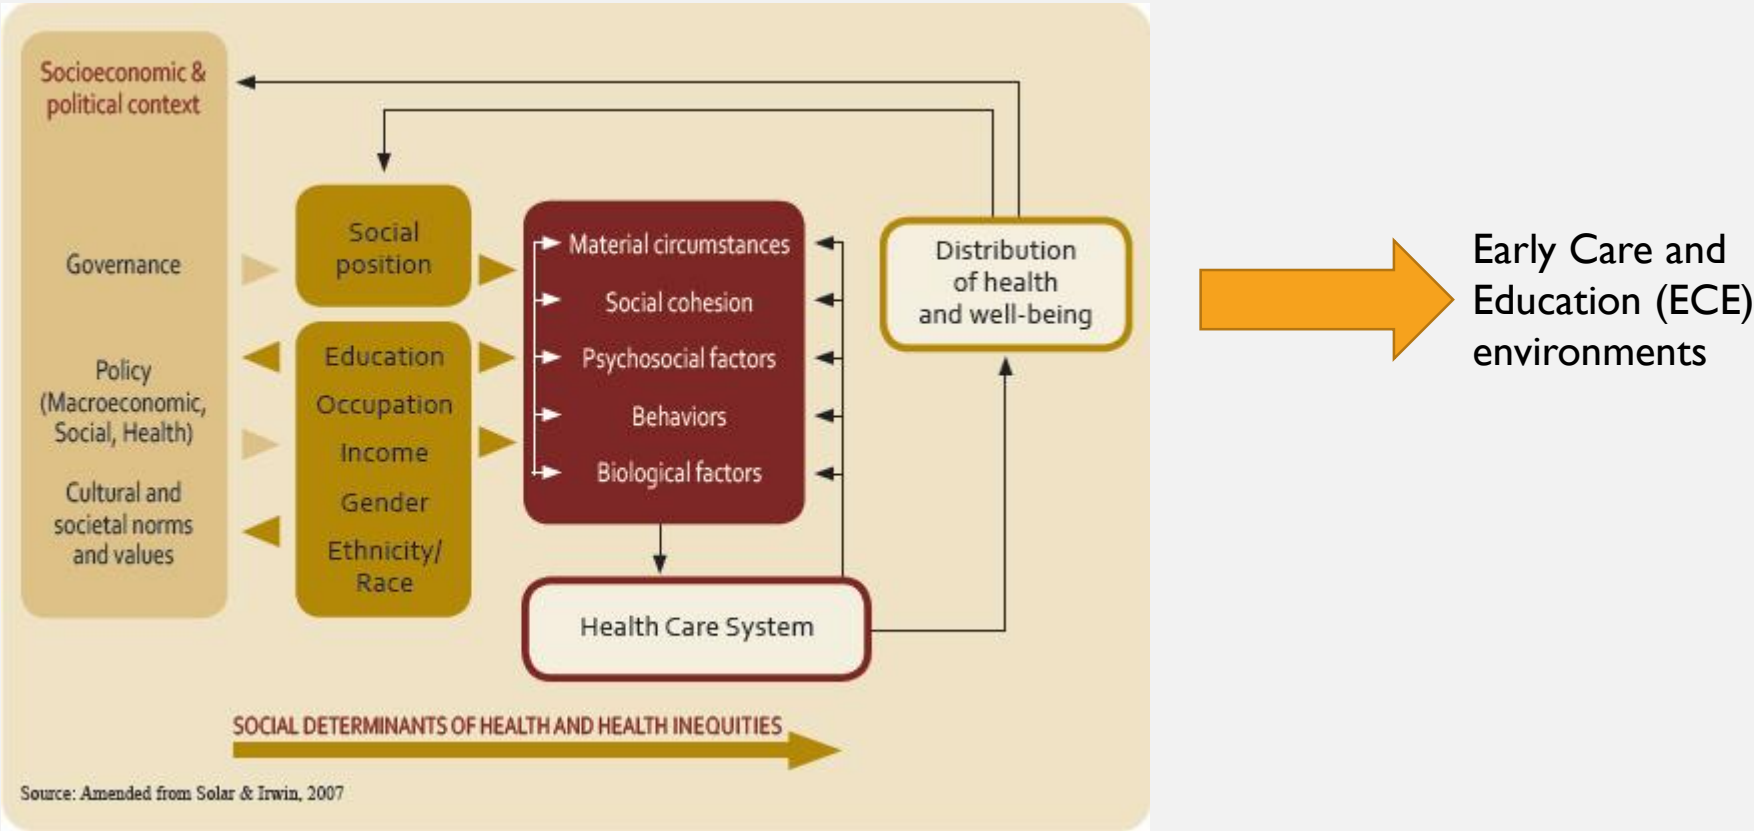 Socioeconomic &
political context
Governance
Policy
(Macroeconomic,
Social, Health)
Cultural and
societal norms
and values
Social
position
Education
Occupation
Income
Gender
Ethnicity/
Race
Material circumstances
Social cohesion
Psychosocial factors
Behaviors
Biological factors
Health Care System
Distribution
of health
and well-being
SOCIAL DETERMINANTS OF HEALTH AND HEALTH INEQUITIES
Source: Amended from Solar & Irwin, 2007
Early Care and
Education (ECE)
environments